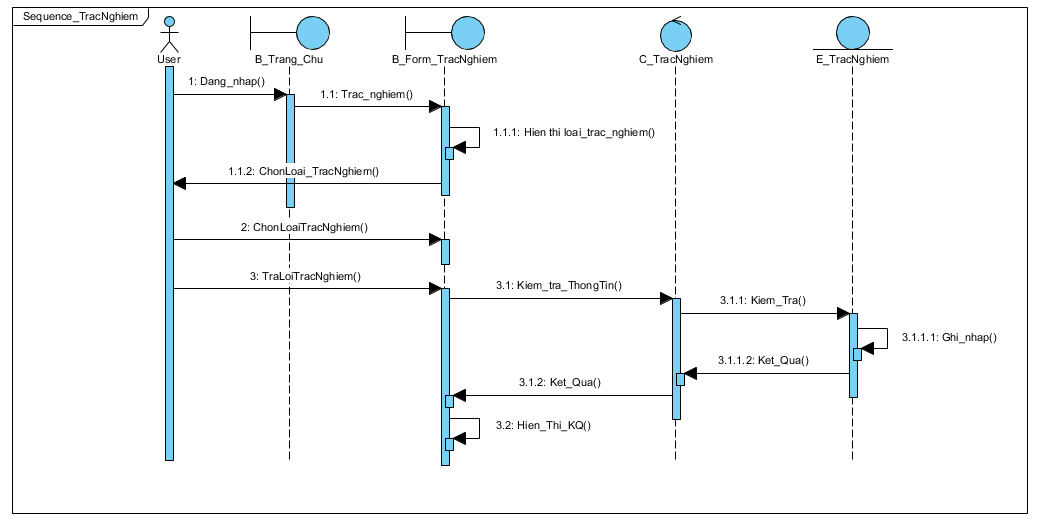 Sequence_TracNghiem
User
B_Trang_Chu
B_Form_TracNghiem
C_TracNghiem
E_TracNghiem
1: Dang_nhap()
1.1: Trac_nghiem()
1.1.1: Hien thi loai_trac_nghiem()
1.1.2: ChonLoai_TracNghiem()
2: ChonLoaiTracNghiem()
3: TraLoiTracNghiem()
3.1: Kiem_tra_ThongTin()
3.1.1: Kiem_Tra()
3.1.1.1: Ghi_nhap()
3.1.1.2: Ket_Qua()
3.1.2: Ket_Qua()
3.2: Hien_Thi_KQ()